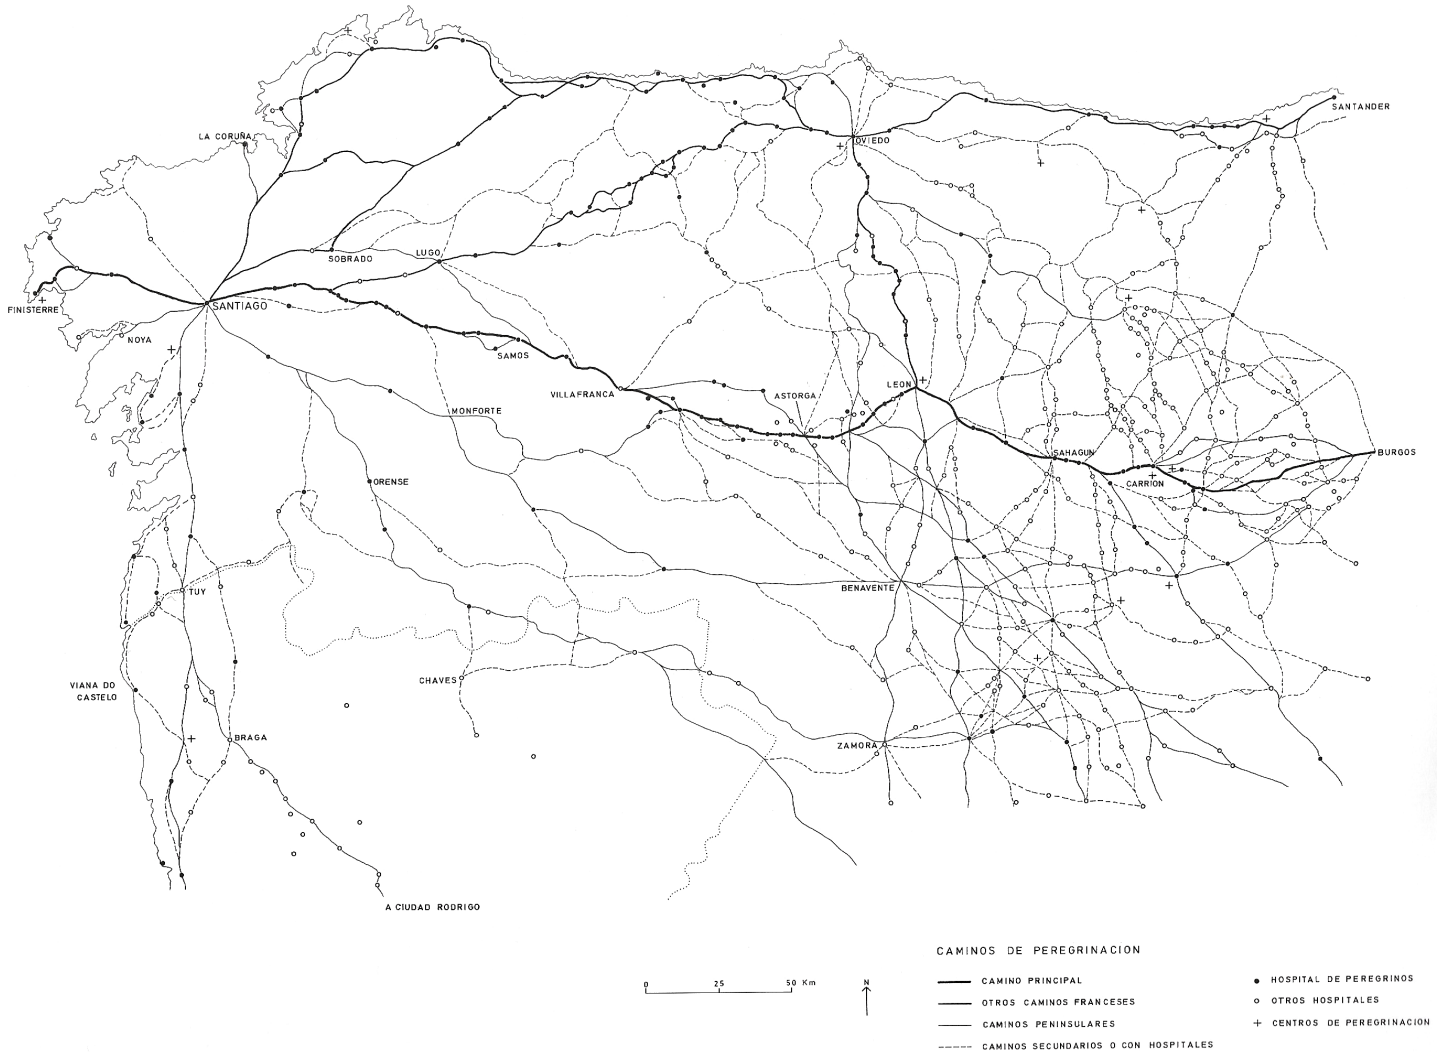 SANTANDER
LA CORUÑA
OVIEDO
LUGO
SOBRADO
SANTIAGO
FINISTERRE
NOYA
SAMOS
LEON
VILLAFRANCA
ASTORGA
MONFORTE
SAHAGUN
BURGOS
CARRION
ORENSE
BENAVENTE
TUY
CHAVES
VIANA DO
CASTELO
BRAGA
ZAMORA
A CIUDAD RODRIGO
CAMINOS DE PEREGRINACION
CAMINO PRINCIPAL
OTROS CAMINOS FRANCESES
CAMINOS PENINSULARES
CAMINOS SECUNDARIOS O CON HOSPITALES
HOSPITAL DE PEREGRINOS
OTROS HOSPITALES
CENTROS DE PEREGRINACION
0 25 50 Km
N